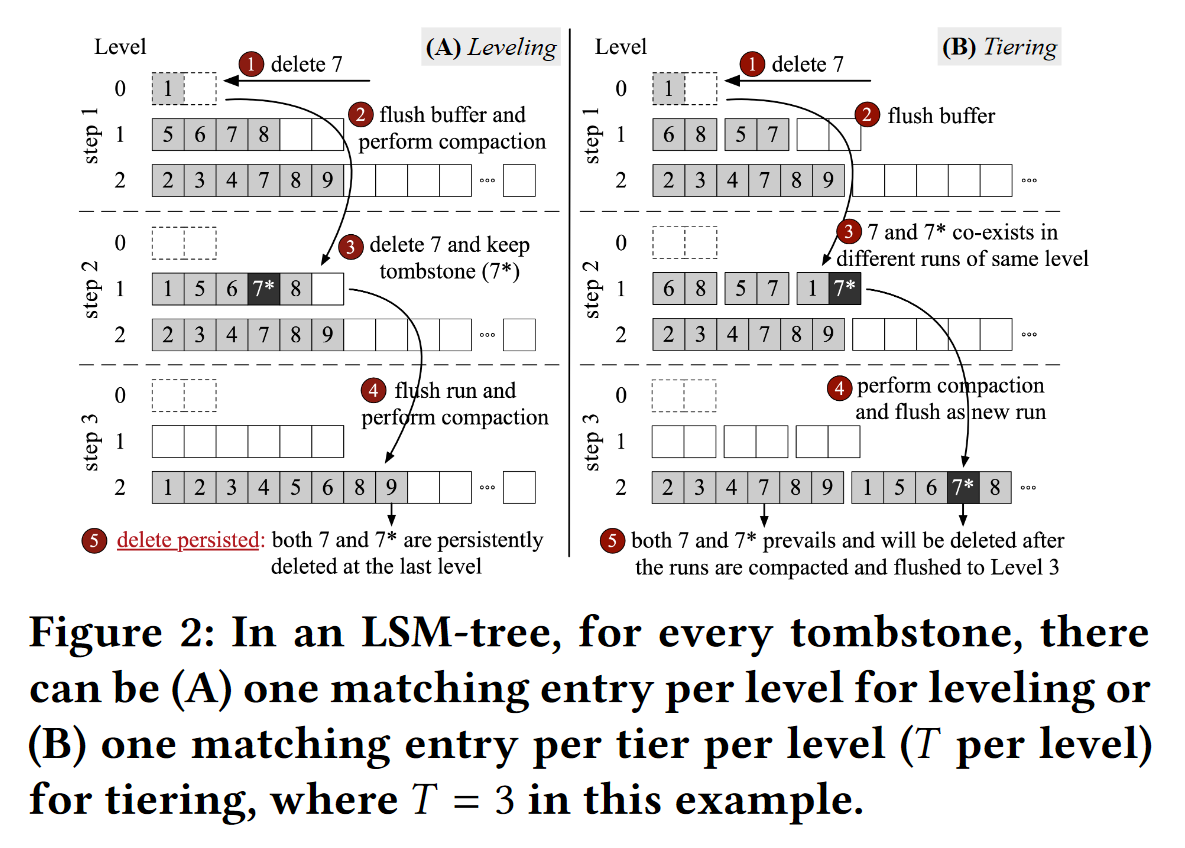 Level
(A) Leveling
1 delete 7
step 1
0
1
2 flush buffer and
perform compaction
1
5 6 7 8
2
2 3 4 7 8 9 ...
step 2
0
3 delete 7 and keep
tombstone (7*)
1
1 5 6 7* 8
2
2 3 4 7 8 9 ...
step 3
0
4 flush run and
perform compaction
1
2
1 2 3 4 5 6 8 9 ...
5 delete persisted: both 7 and 7* are persistently
deleted at the last level
Level
(B) Tiering
1 delete 7
step 1
0
1
2 flush buffer
1
6 8 5 7
2
2 3 4 7 8 9 ...
step 2
0
3 7 and 7* co-exists in
different runs of same level
1
6 8 5 7 1 7*
2
2 3 4 7 8 9 ...
step 3
0
4 perform compaction
and flush as new run
1
2
2 3 4 7 8 9 1 5 6 7* 8 ...
5 both 7 and 7* prevails and will be deleted after
the runs are compacted and flushed to Level 3
Figure 2: In an LSM-tree, for every tombstone, there
can be (A) one matching entry per level for leveling or
(B) one matching entry per tier per level (T per level)
for tiering, where T = 3 in this example.